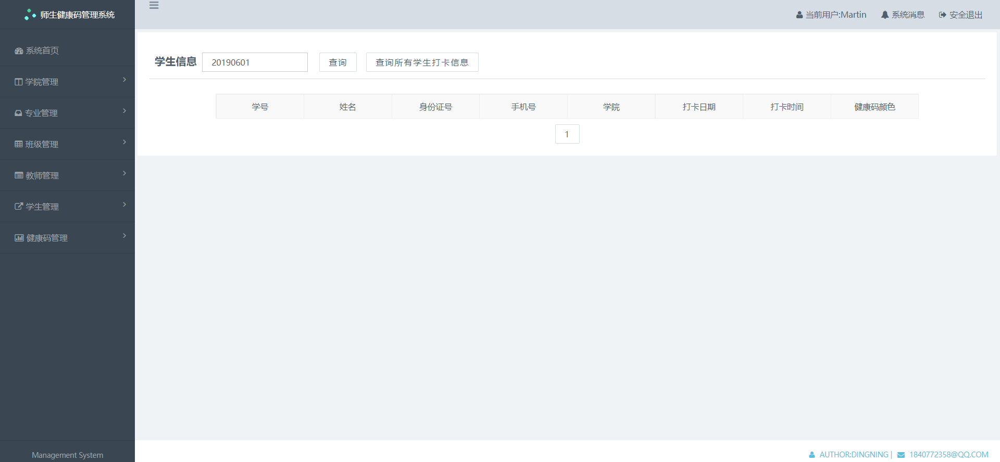 师生健康码管理系统
当前用户:Martin 系统消息 安全退出
系统首页
学院管理
专业管理
班级管理
教师管理
学生管理
健康码管理
学生信息 20190601 查询 查询所有学生打卡信息
学号 姓名 身份证号 手机号 学院 打卡日期 打卡时间 健康码颜色
1
Management System
AUTHOR:DINGNING | 1840772358@QQ.COM